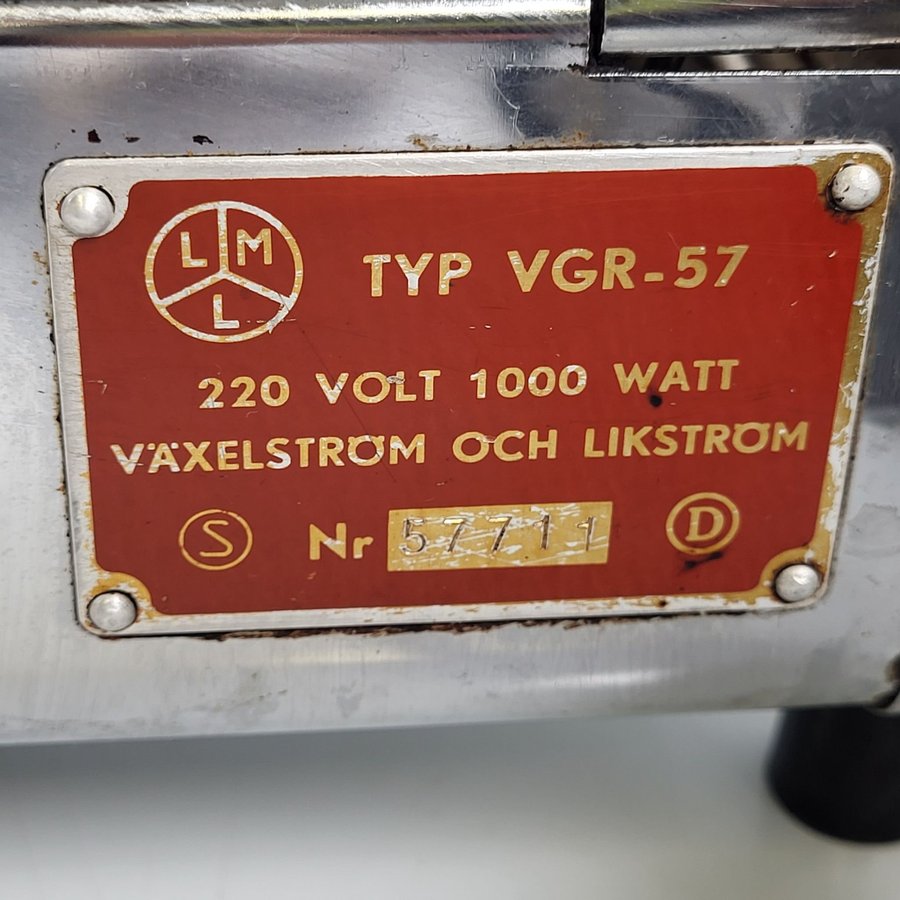 L M L
TYP VGR-57
220 VOLT 1000 WATT
VÄXELSTRÖM OCH LIKSTRÖM
S Nr 57711 D